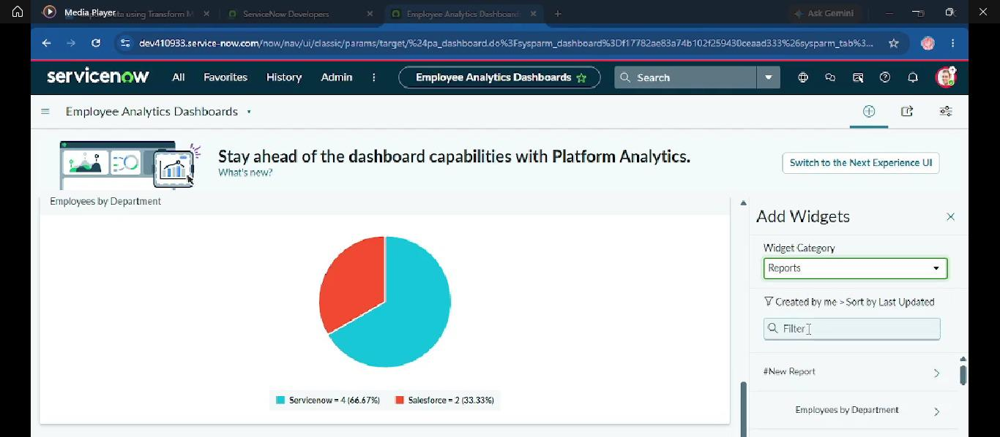 Media Player
ata using Transform M
ServiceNow Developers
Employee Analytics Dashboard
Ask Gemini
dev410933.service-now.com/now/nav/ui/classic/params/target/%24pa_dashboard.do%3Fsysparm_dashboard%3Df17782ae83a74b102f259430ceaad333%26sysparm_tab%3...
servicenow All Favorites History Admin Employee Analytics Dashboards Search
Employee Analytics Dashboards
Stay ahead of the dashboard capabilities with Platform Analytics.
What's new?
Switch to the Next Experience UI
Employees by Department
Servicenow = 4 (66.67%) Salesforce = 2 (33.33%)
Add Widgets
Widget Category
Reports
Created by me > Sort by Last Updated
Filter
#New Report
Employees by Department